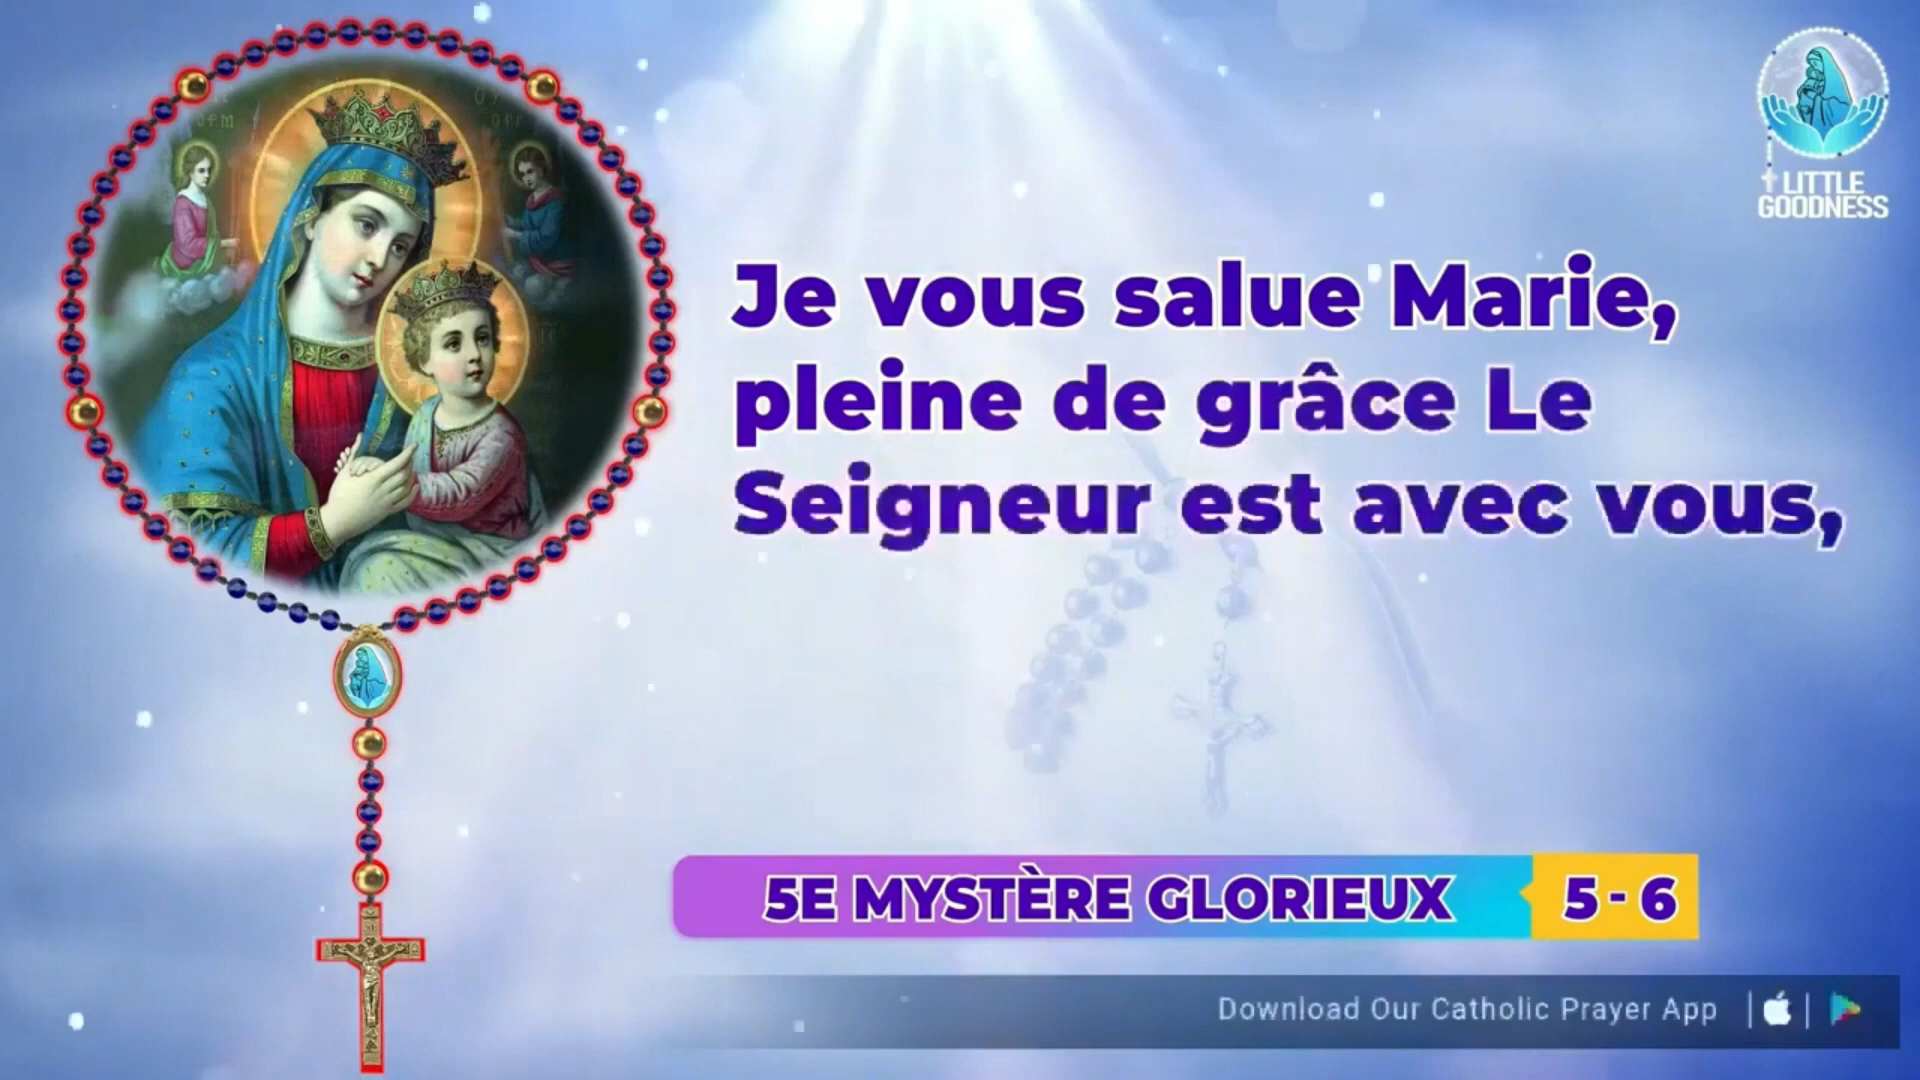 LITTLE
GOODNESS
Je vous salue Marie,
pleine de grâce Le
Seigneur est avec vous,
5E MYSTÈRE GLORIEUX 5 - 6
Download Our Catholic Prayer App